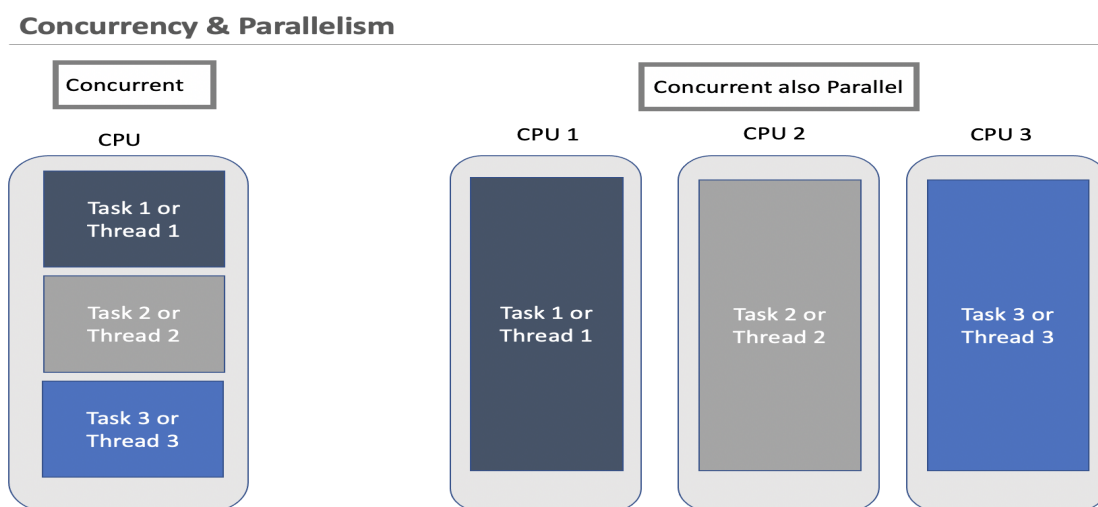 Concurrency & Parallelism
Concurrent
CPU
Task 1 or
Thread 1
Task 2 or
Thread 2
Task 3 or
Thread 3
Concurrent also Parallel
CPU 1
Task 1 or
Thread 1
CPU 2
Task 2 or
Thread 2
CPU 3
Task 3 or
Thread 3